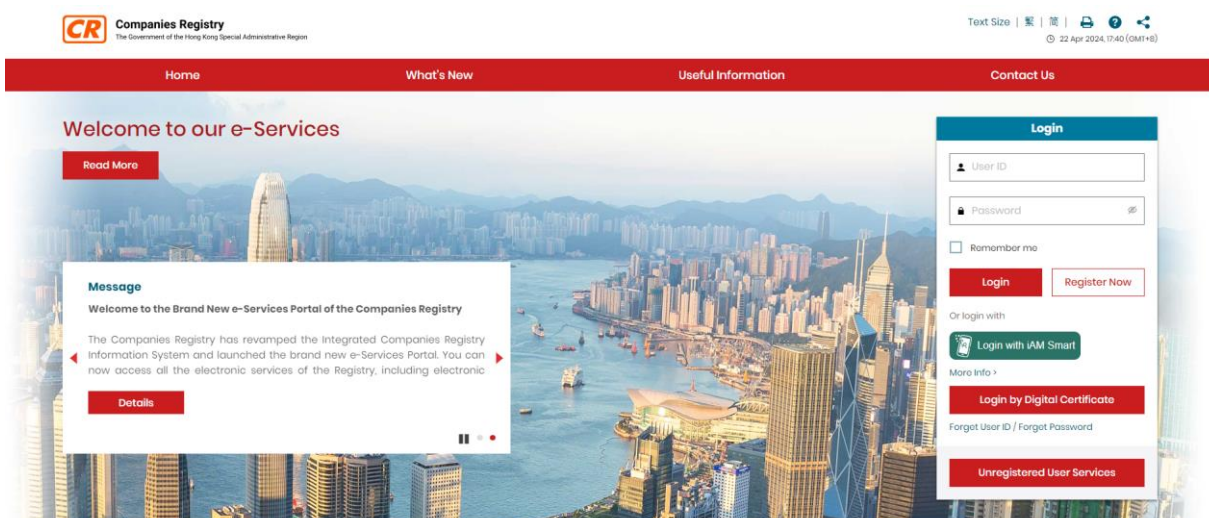 CR
Companies Registry
The Government of the Hong Kong Special Administrative Region
Text Size | 繁 | 简 |
22 Apr 2024, 17:40 (GMT+8)
Home What's New Useful Information Contact Us
Welcome to our e-Services
Read More
Message
Welcome to the Brand New e-Services Portal of the Companies Registry
The Companies Registry has revamped the Integrated Companies Registry
Information System and launched the brand new e-Services Portal. You can
now access all the electronic services of the Registry, including electronic
Details
Login
User ID
Password
Remember me
Login Register Now
Or login with
Login with iAM Smart
More Info >
Login by Digital Certificate
Forget User ID / Forget Password
Unregistered User Services